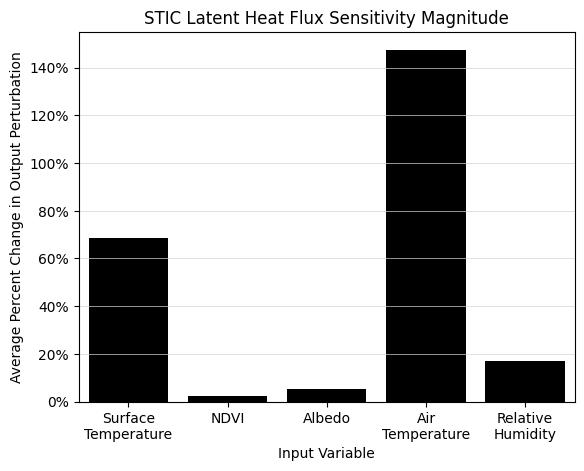 STIC Latent Heat Flux Sensitivity Magnitude
Average Percent Change in Output Perturbation
140%
120%
100%
80%
60%
40%
20%
0%
Surface
Temperature
NDVI
Albedo
Air
Temperature
Relative
Humidity
Input Variable